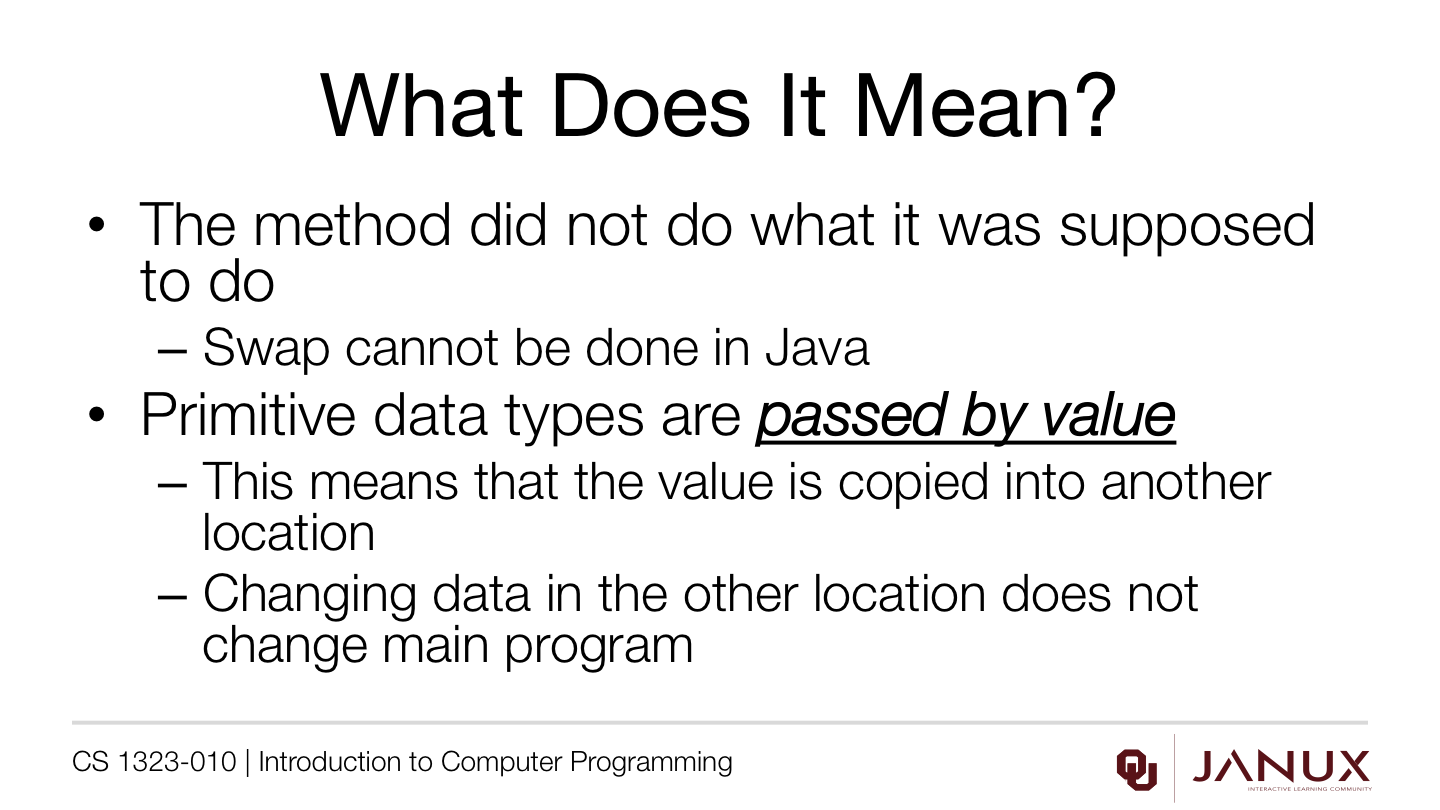 What Does It Mean?
• The method did not do what it was supposed
to do
– Swap cannot be done in Java
• Primitive data types are passed by value
– This means that the value is copied into another
location
– Changing data in the other location does not
change main program
CS 1323-010 | Introduction to Computer Programming
OU
JANUX
INTERACTIVE LEARNING COMMUNITY